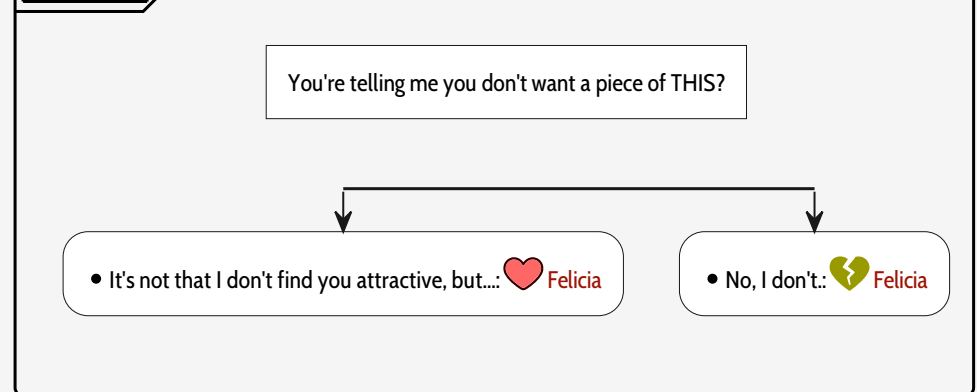 You're telling me you don't want a piece of THIS?
• It's not that I don't find you attractive, but...: Felicia
• No, I don't.: Felicia